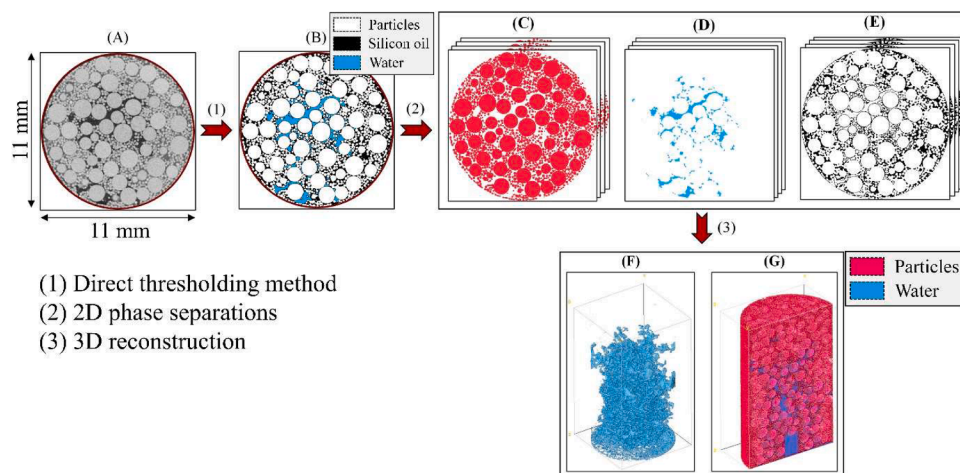 (A)
(B)
Particles
Silicon oil
Water
(C)
(D)
(E)
11 mm
11 mm
(1)
(2)
(3)
(1) Direct thresholding method
(2) 2D phase separations
(3) 3D reconstruction
(F)
(G)
Particles
Water